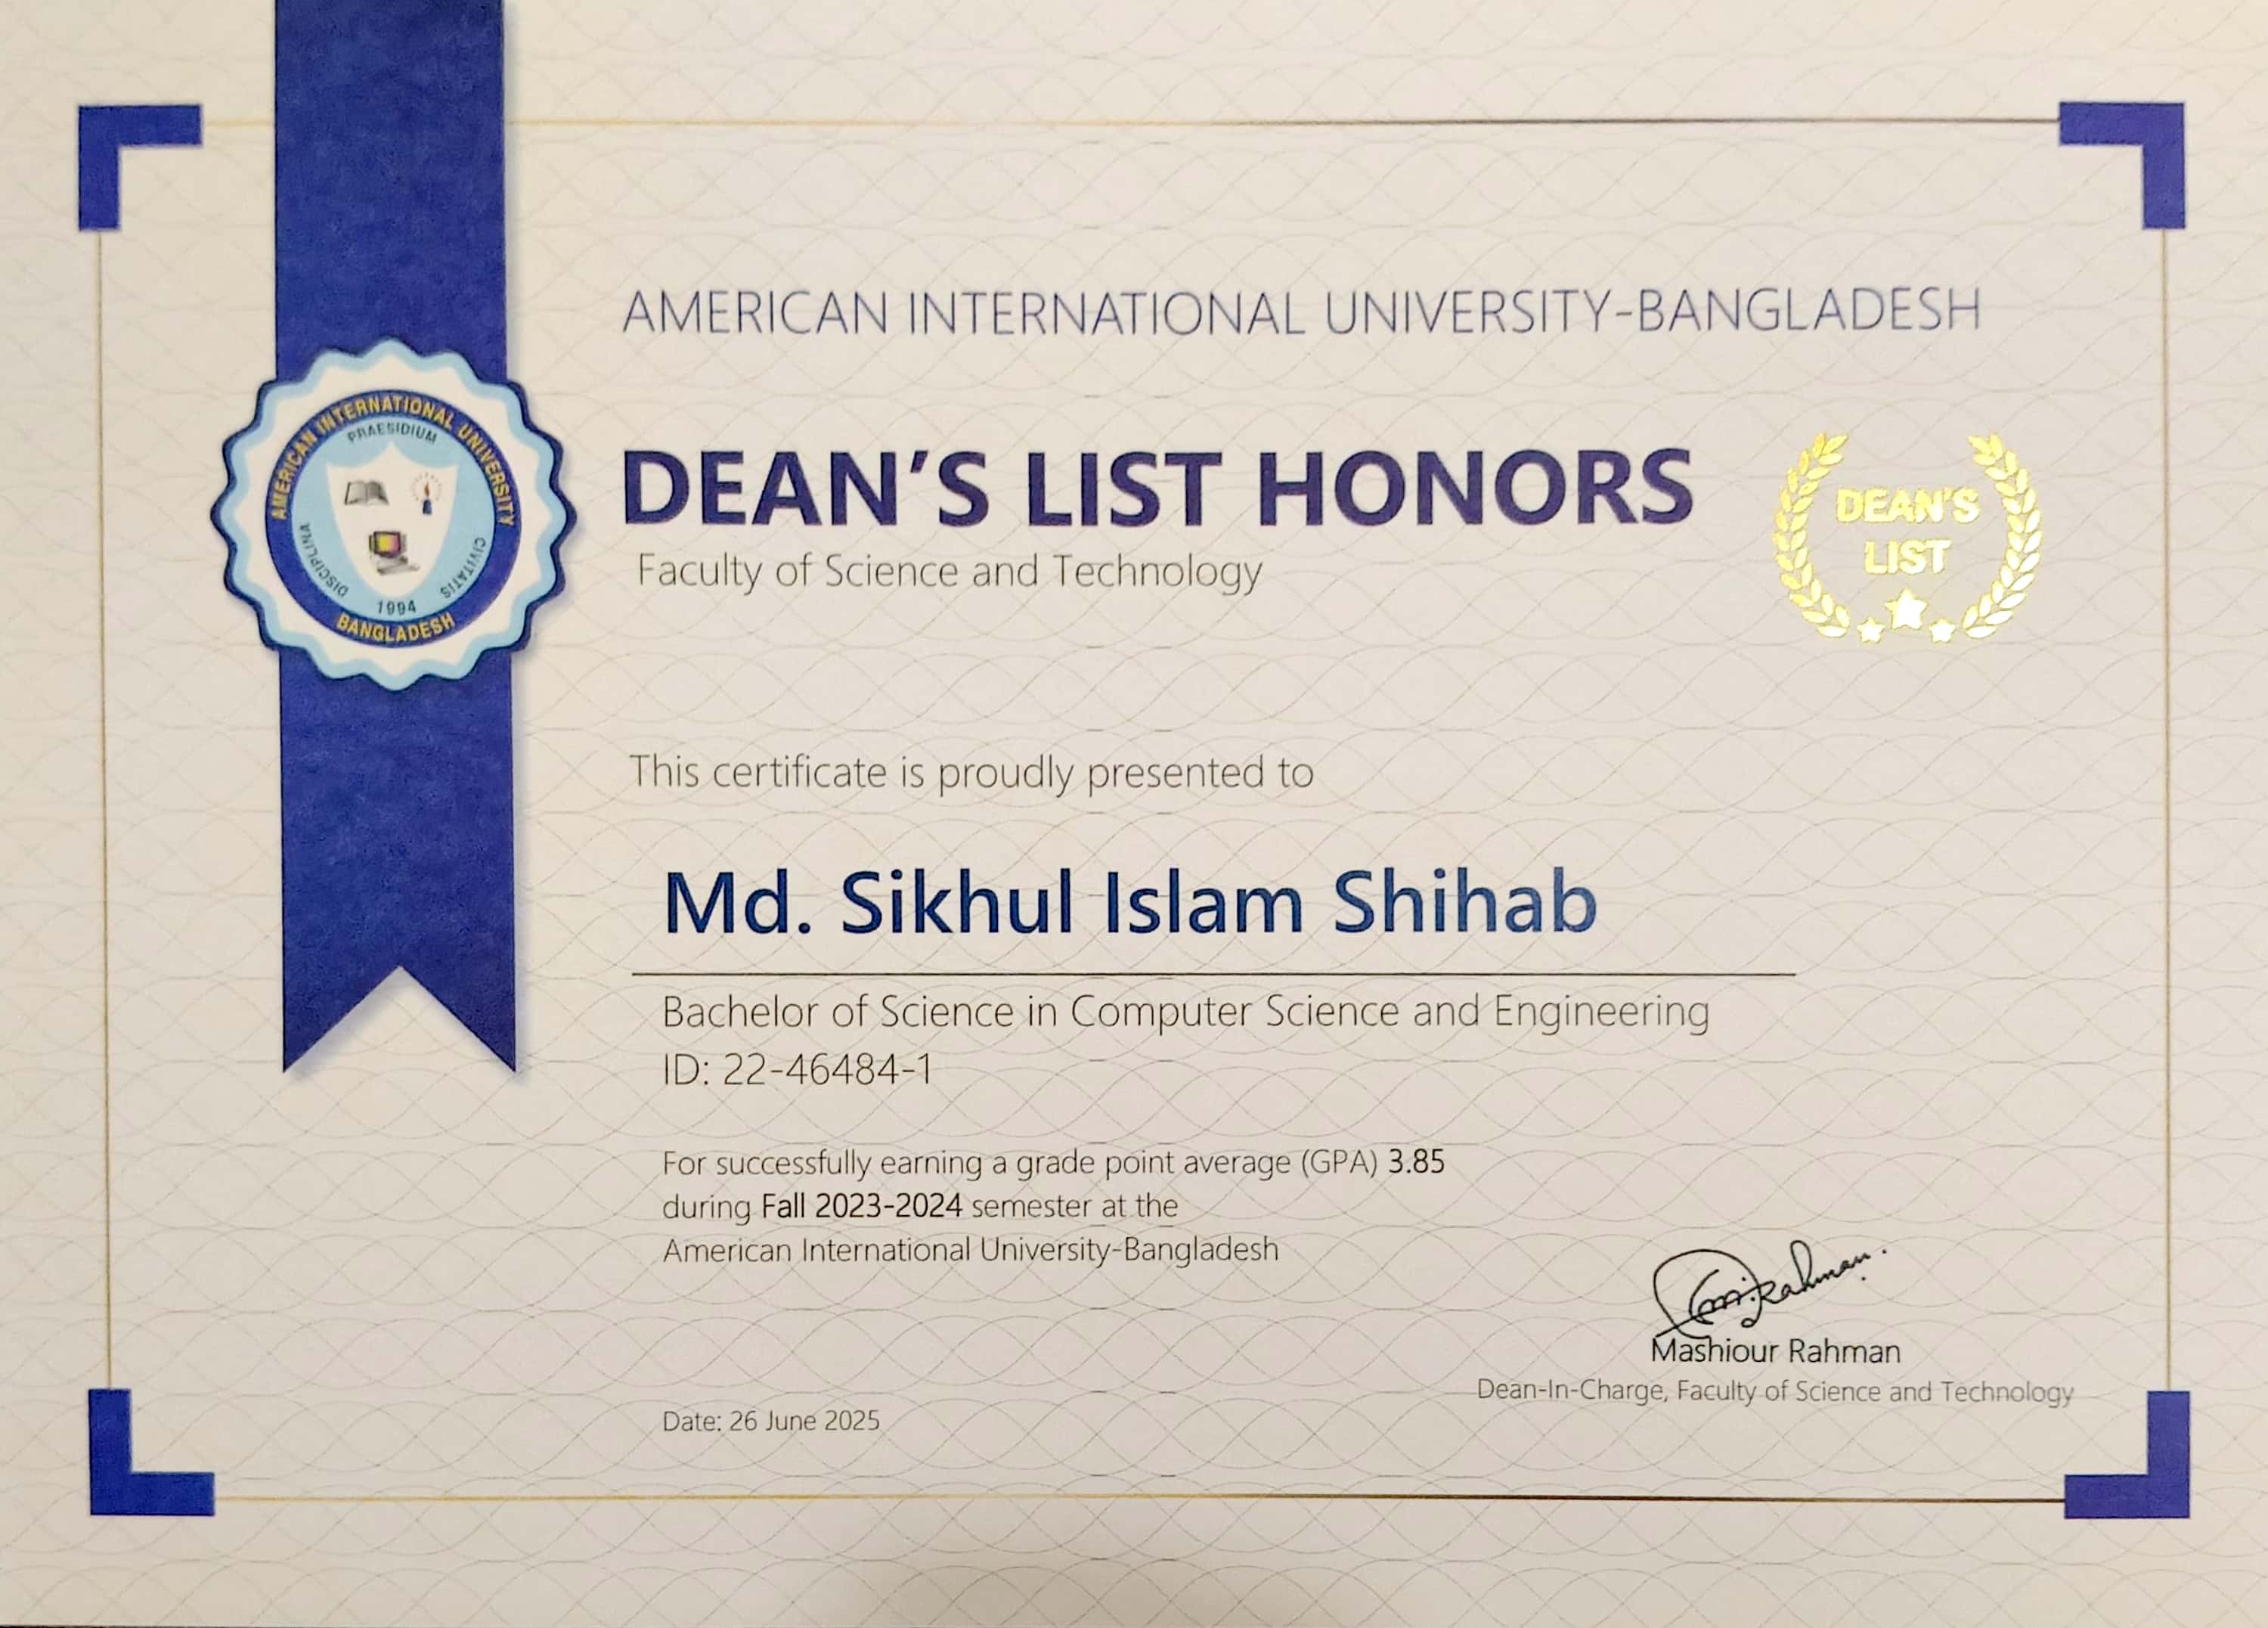 AMERICAN INTERNATIONAL UNIVERSITY-BANGLADESH
AMERICAN INTERNATIONAL UNIVERSITY
PRAESIDIUM
DISCIPLINA
CIVITATIS
1994
BANGLADESH
DEAN'S LIST HONORS
Faculty of Science and Technology
DEAN'S
LIST
This certificate is proudly presented to
Md. Sikhul Islam Shihab
Bachelor of Science in Computer Science and Engineering
ID: 22-46484-1
For successfully earning a grade point average (GPA) 3.85
during Fall 2023-2024 semester at the
American International University-Bangladesh
M. Rahman.
Mashiour Rahman
Dean-In-Charge, Faculty of Science and Technology
Date: 26 June 2025